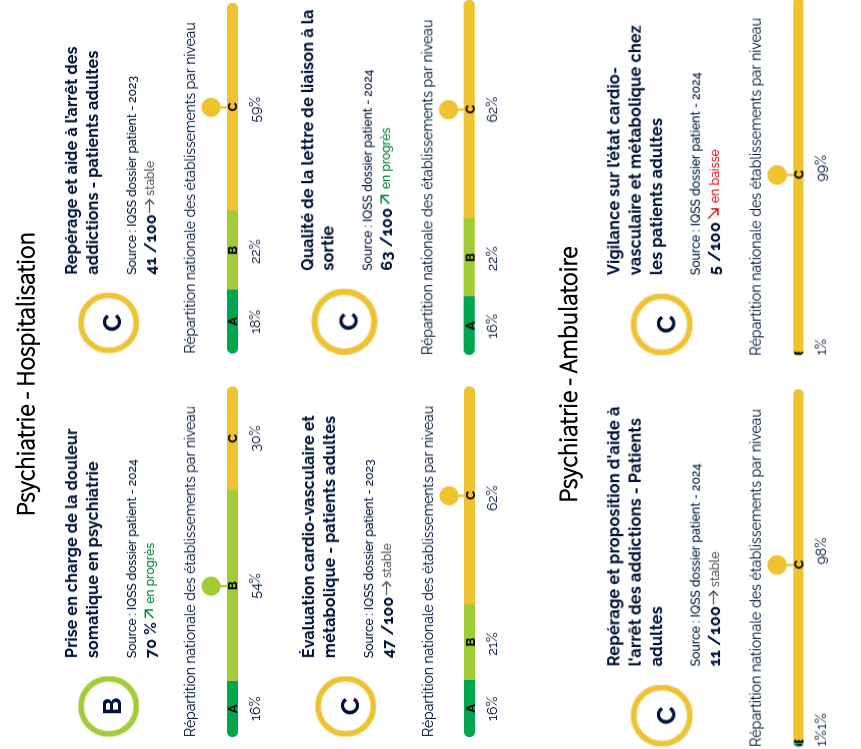 Psychiatrie - Hospitalisation
B
Prise en charge de la douleur
somatique en psychiatrie
Source : IQSS dossier patient - 2024
70 % ↗ en progrès
Répartition nationale des établissements par niveau
A B C
16% 54% 30%
C
Repérage et aide à l'arrêt des
addictions - patients adultes
Source : IQSS dossier patient - 2023
41 /100 → stable
Répartition nationale des établissements par niveau
A B C
18% 22% 59%
C
Évaluation cardio-vasculaire et
métabolique - patients adultes
Source : IQSS dossier patient - 2023
47 /100 → stable
Répartition nationale des établissements par niveau
A B C
16% 21% 62%
C
Qualité de la lettre de liaison à la
sortie
Source : IQSS dossier patient - 2024
63 /100 ↗ en progrès
Répartition nationale des établissements par niveau
A B C
16% 22% 62%
Psychiatrie - Ambulatoire
C
Repérage et proposition d'aide à
l'arrêt des addictions - Patients
adultes
Source : IQSS dossier patient - 2024
11 /100 → stable
Répartition nationale des établissements par niveau
C
1%1% 98%
C
Vigilance sur l'état cardio-
vasculaire et métabolique chez
les patients adultes
Source : IQSS dossier patient - 2024
5 /100 ↘ en baisse
Répartition nationale des établissements par niveau
C
1% 99%